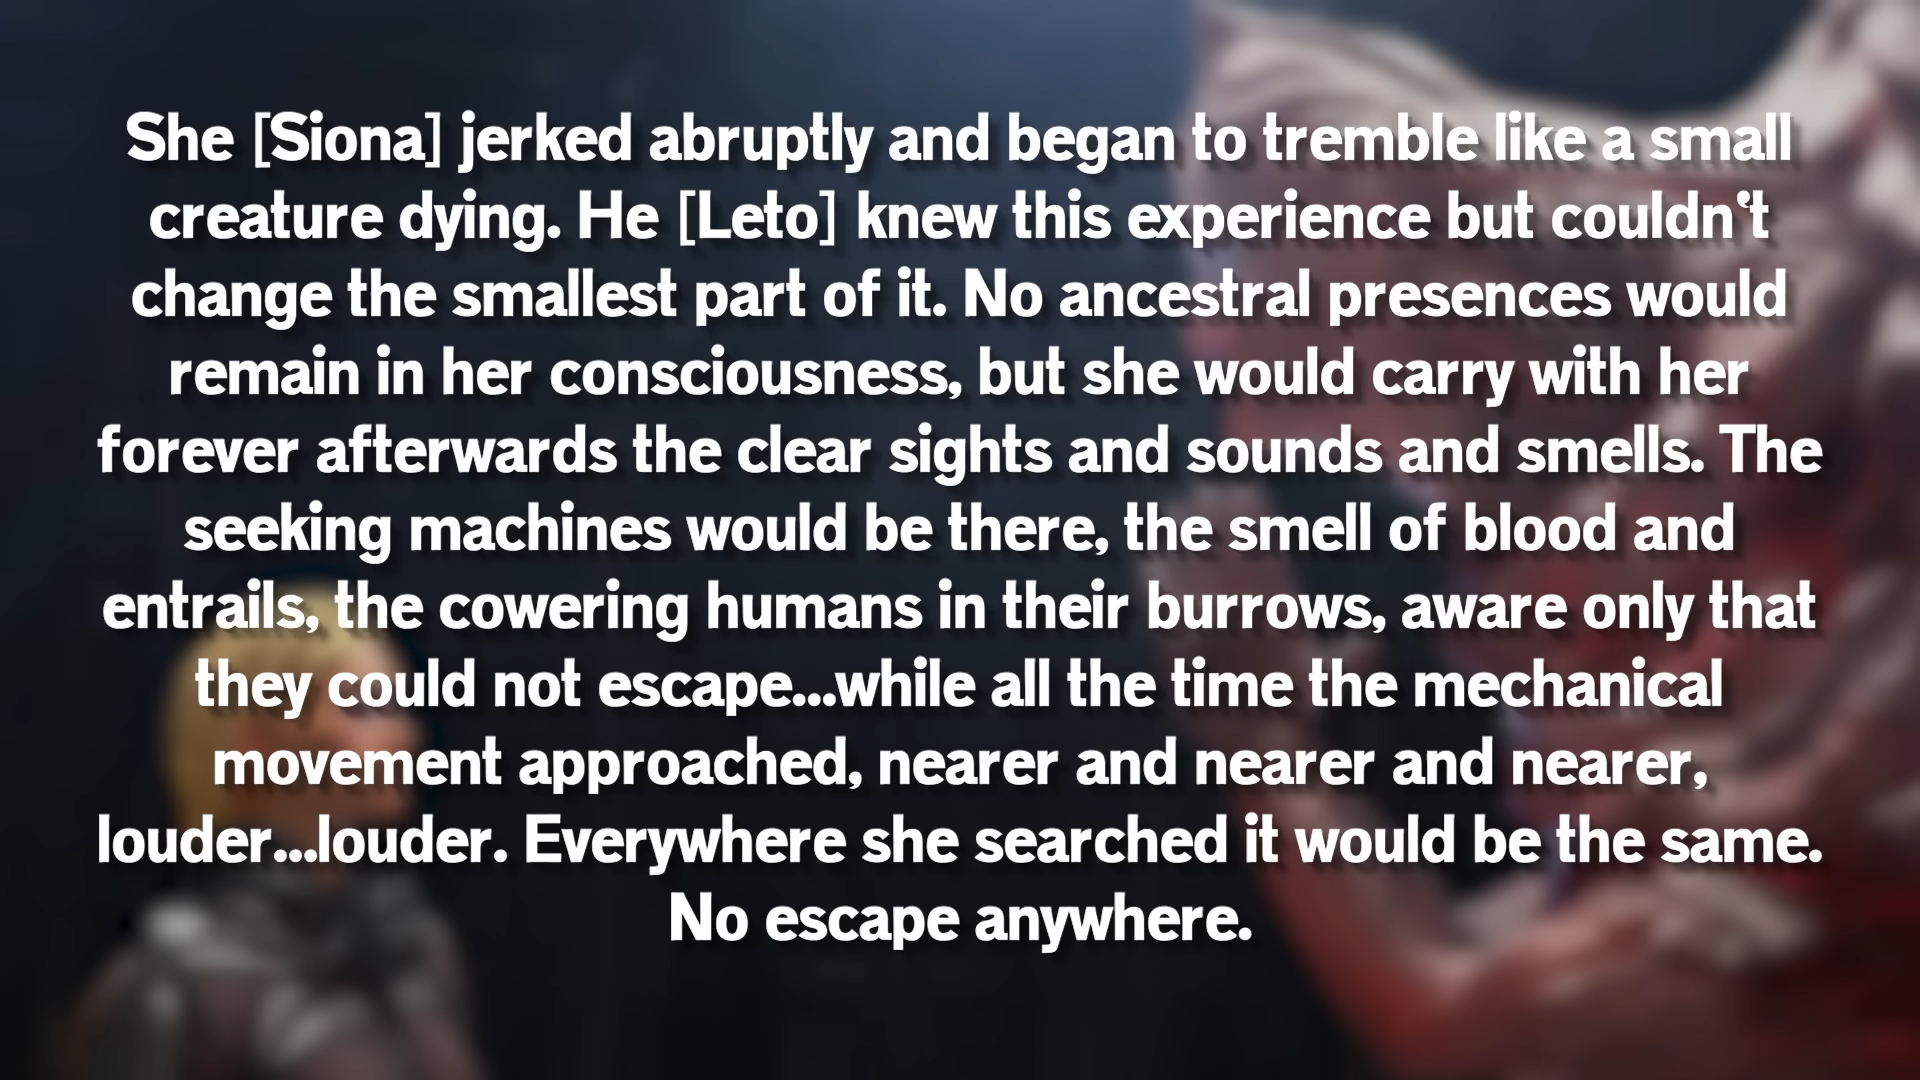 She [Siona] jerked abruptly and began to tremble like a small
creature dying. He [Leto] knew this experience but couldn‘t
change the smallest part of it. No ancestral presences would
remain in her consciousness, but she would carry with her
forever afterwards the clear sights and sounds and smells. The
seeking machines would be there, the smell of blood and
entrails, the cowering humans in their burrows, aware only that
they could not escape...while all the time the mechanical
movement approached, nearer and nearer and nearer,
louder...louder. Everywhere she searched it would be the same.
No escape anywhere.